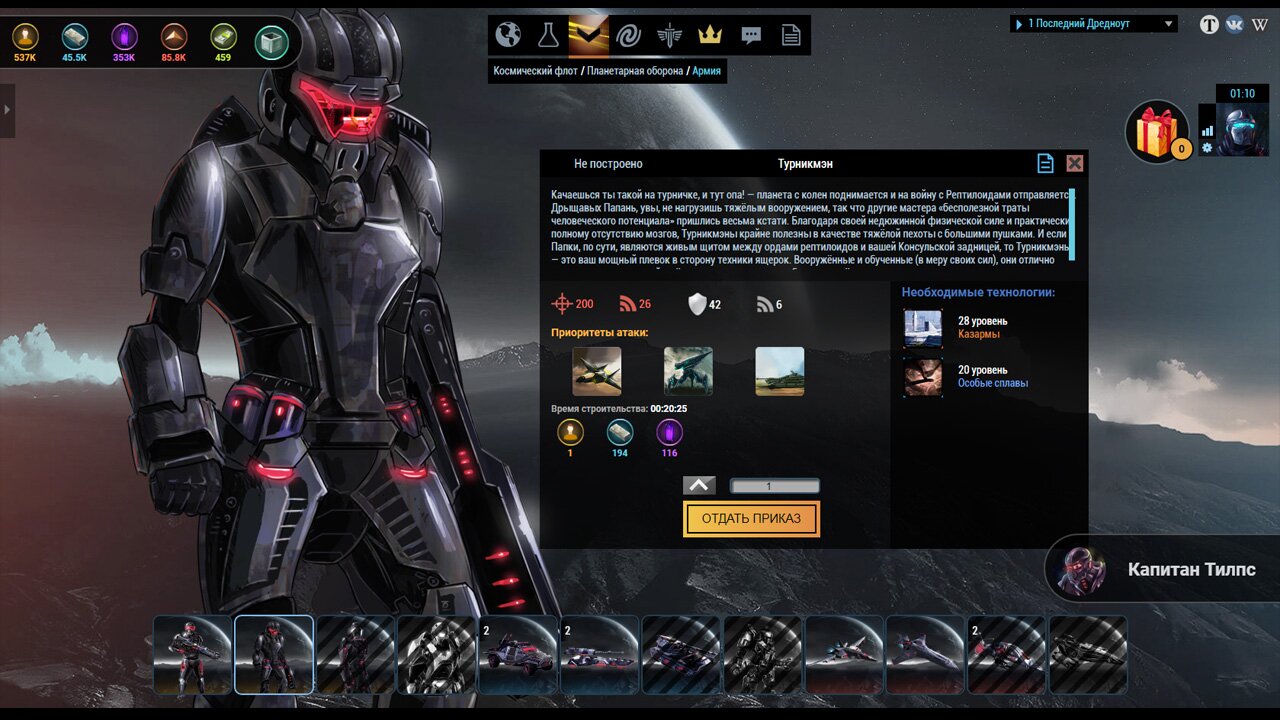 537K 45.5K 353K 85.8K 459
1 Последний Дредноут
T W
Космический флот / Планетарная оборона / Армия
01:10
0
Не построено Турникмэн
Качаешься ты такой на турничке, и тут опа! — планета с колен поднимается и на войну с Рептилоидами отправляется.
Дрыщавых Папань, увы, не нагрузишь тяжёлым вооружением, так что другие мастера «бесполезной траты
человеческого потенциала» пришлись весьма кстати. Благодаря своей недюжинной физической силе и практически
полному отсутствию мозгов, Турникмэны крайне полезны в качестве тяжёлой пехоты с большими пушками. И если
Папки, по сути, являются живым щитом между ордами рептилоидов и вашей Консульской задницей, то Турникмэны
— это ваш мощный плевок в сторону техники ящерок. Вооружённые и обученные (в меру своих сил), они отлично
200 26 42 6
Приоритеты атаки:
Время строительства: 00:20:25
1 194 116
1
ОТДАТЬ ПРИКАЗ
Необходимые технологии:
28 уровень
Казармы
20 уровень
Особые сплавы
Капитан Типс
2 2 2